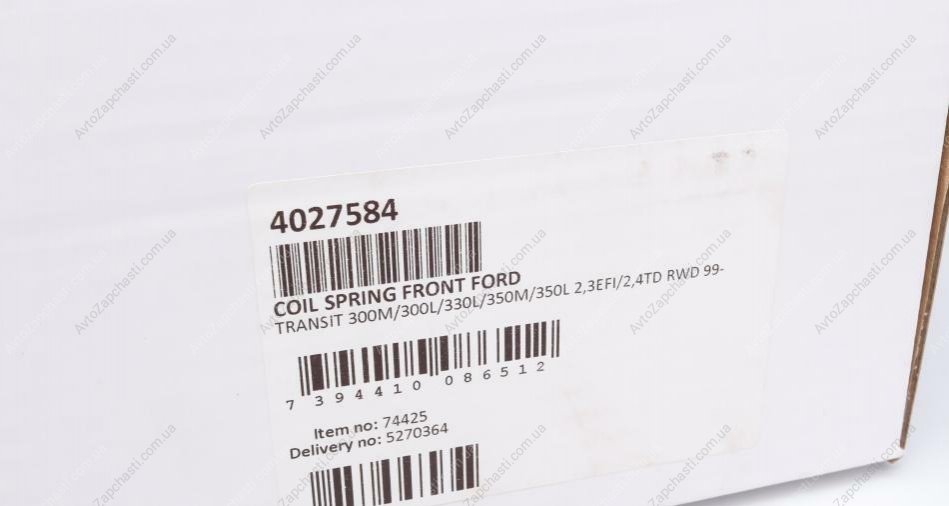 4027584
COIL SPRING FRONT FORD
TRANSIT 300M/300L/330L/350M/350L 2,3EFI/2,4TD RWD 99-
7 394410 086512
Item no: 74425
Delivery no: 5270364
AvtoZapchasti.com.ua